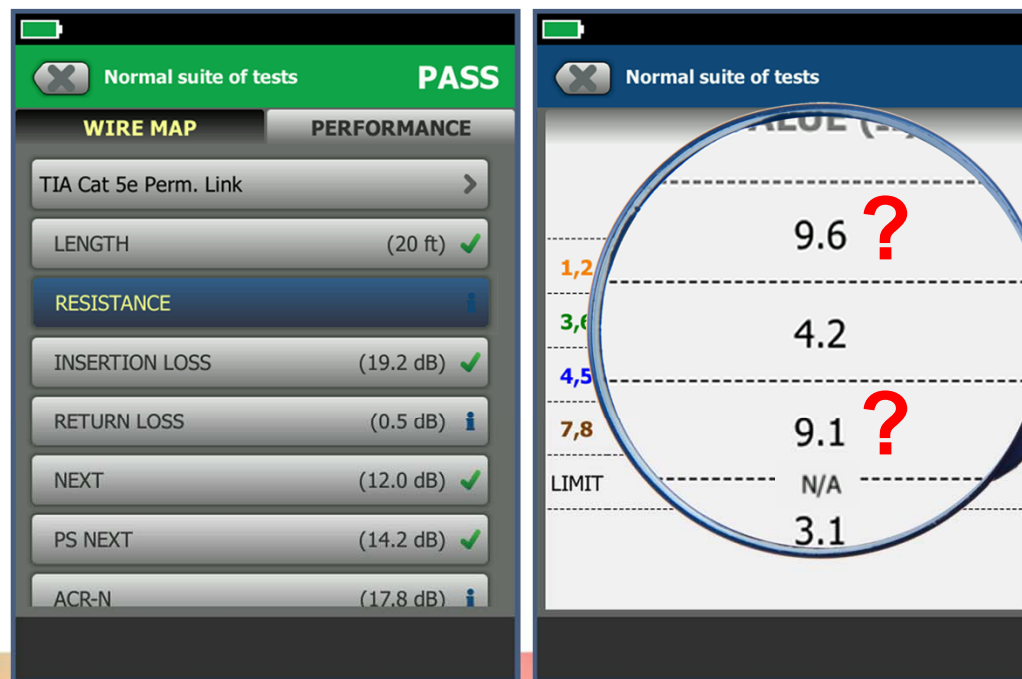 Normal suite of tests PASS
WIRE MAP PERFORMANCE
TIA Cat 5e Perm. Link
LENGTH (20 ft)
RESISTANCE i
INSERTION LOSS (19.2 dB)
RETURN LOSS (0.5 dB) i
NEXT (12.0 dB)
PS NEXT (14.2 dB)
ACR-N (17.8 dB) i
Normal suite of tests
9.6 ?
1,2
4.2
3,6
4,5
9.1 ?
7,8
LIMIT N/A
3.1